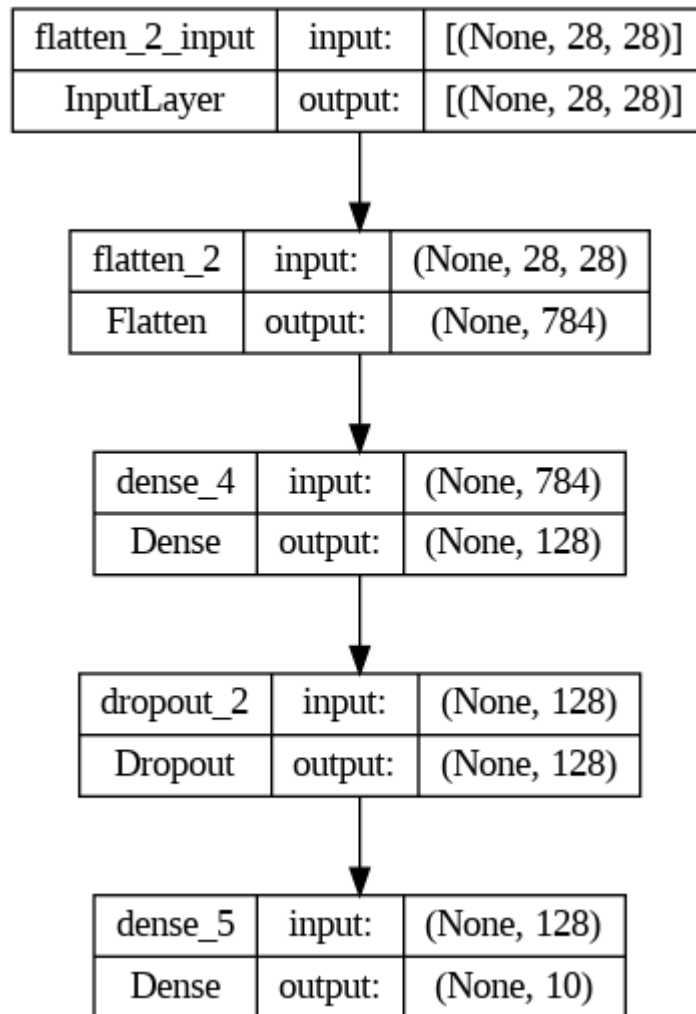 flatten_2_input input: [(None, 28, 28)]
InputLayer output: [(None, 28, 28)]
flatten_2 input: (None, 28, 28)
Flatten output: (None, 784)
dense_4 input: (None, 784)
Dense output: (None, 128)
dropout_2 input: (None, 128)
Dropout output: (None, 128)
dense_5 input: (None, 128)
Dense output: (None, 10)